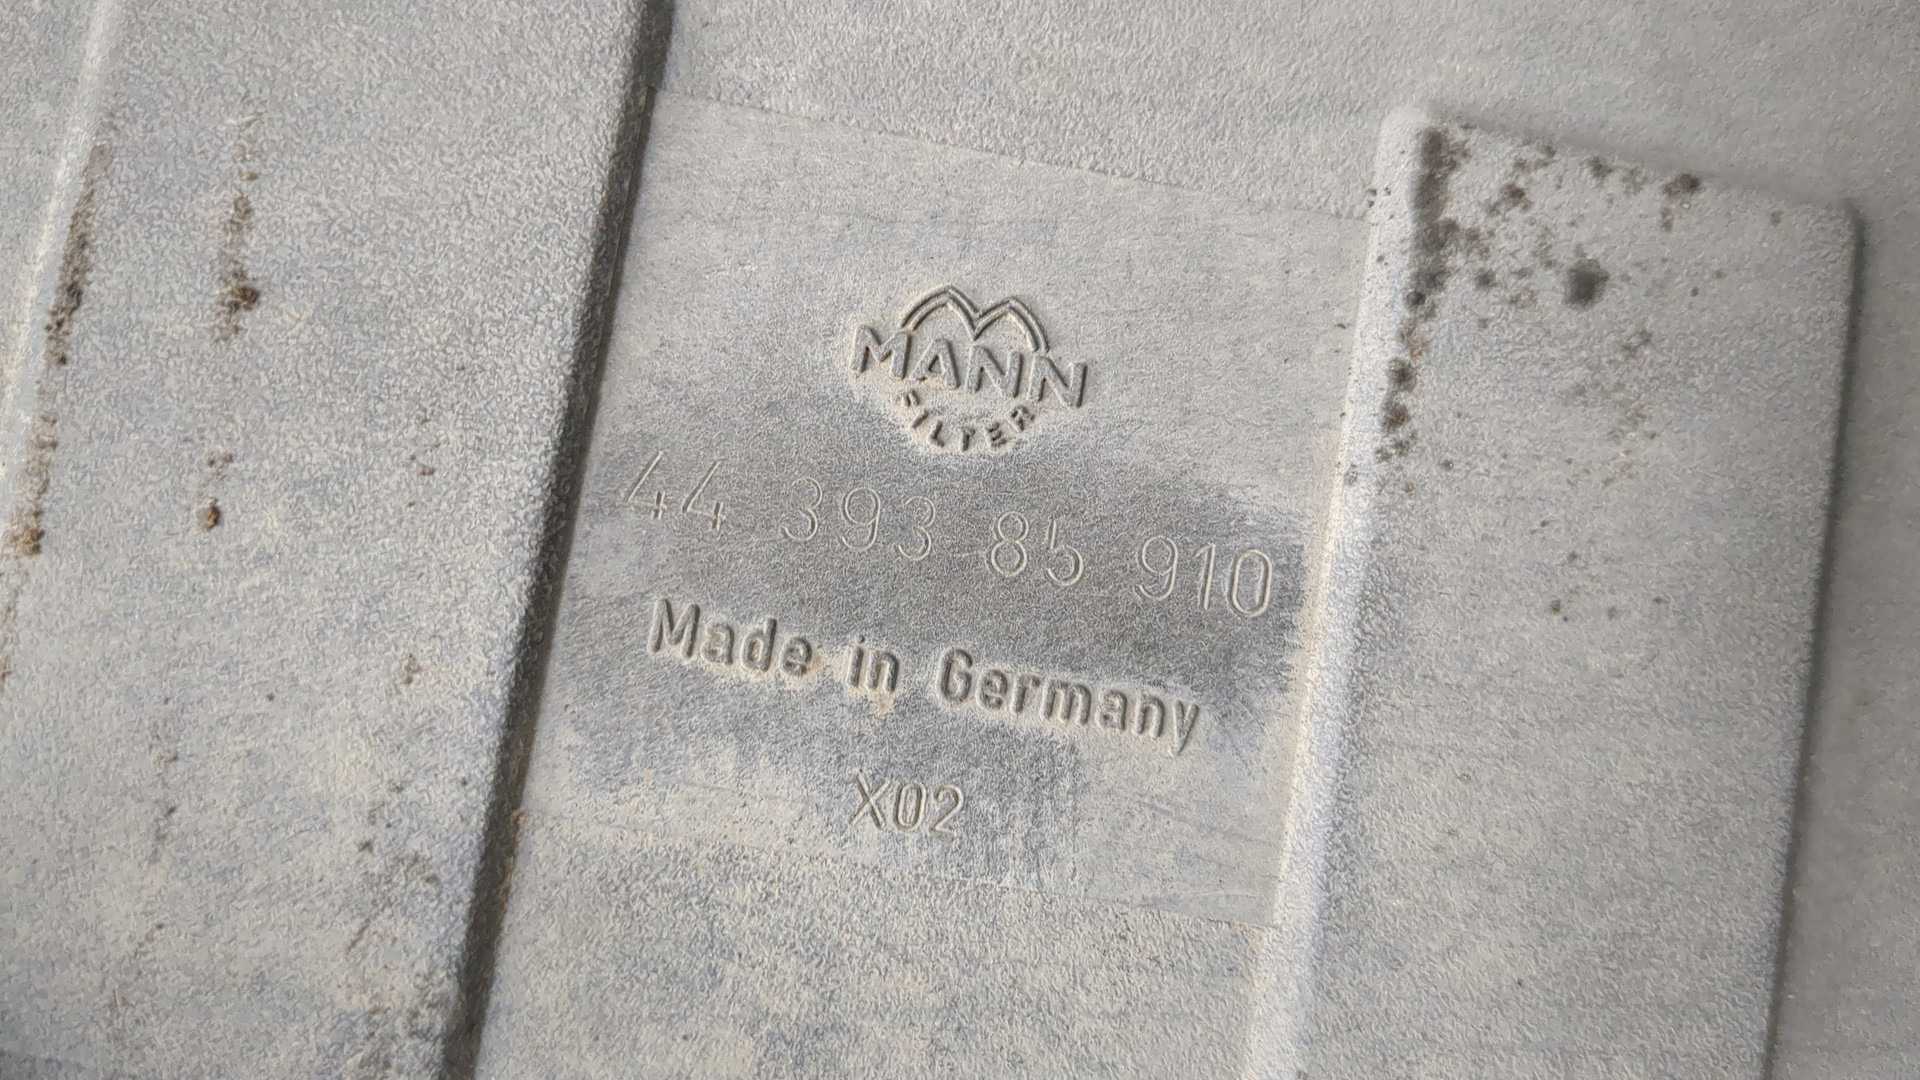 MANN
FILTER
44 393 85 910
Made in Germany
X02